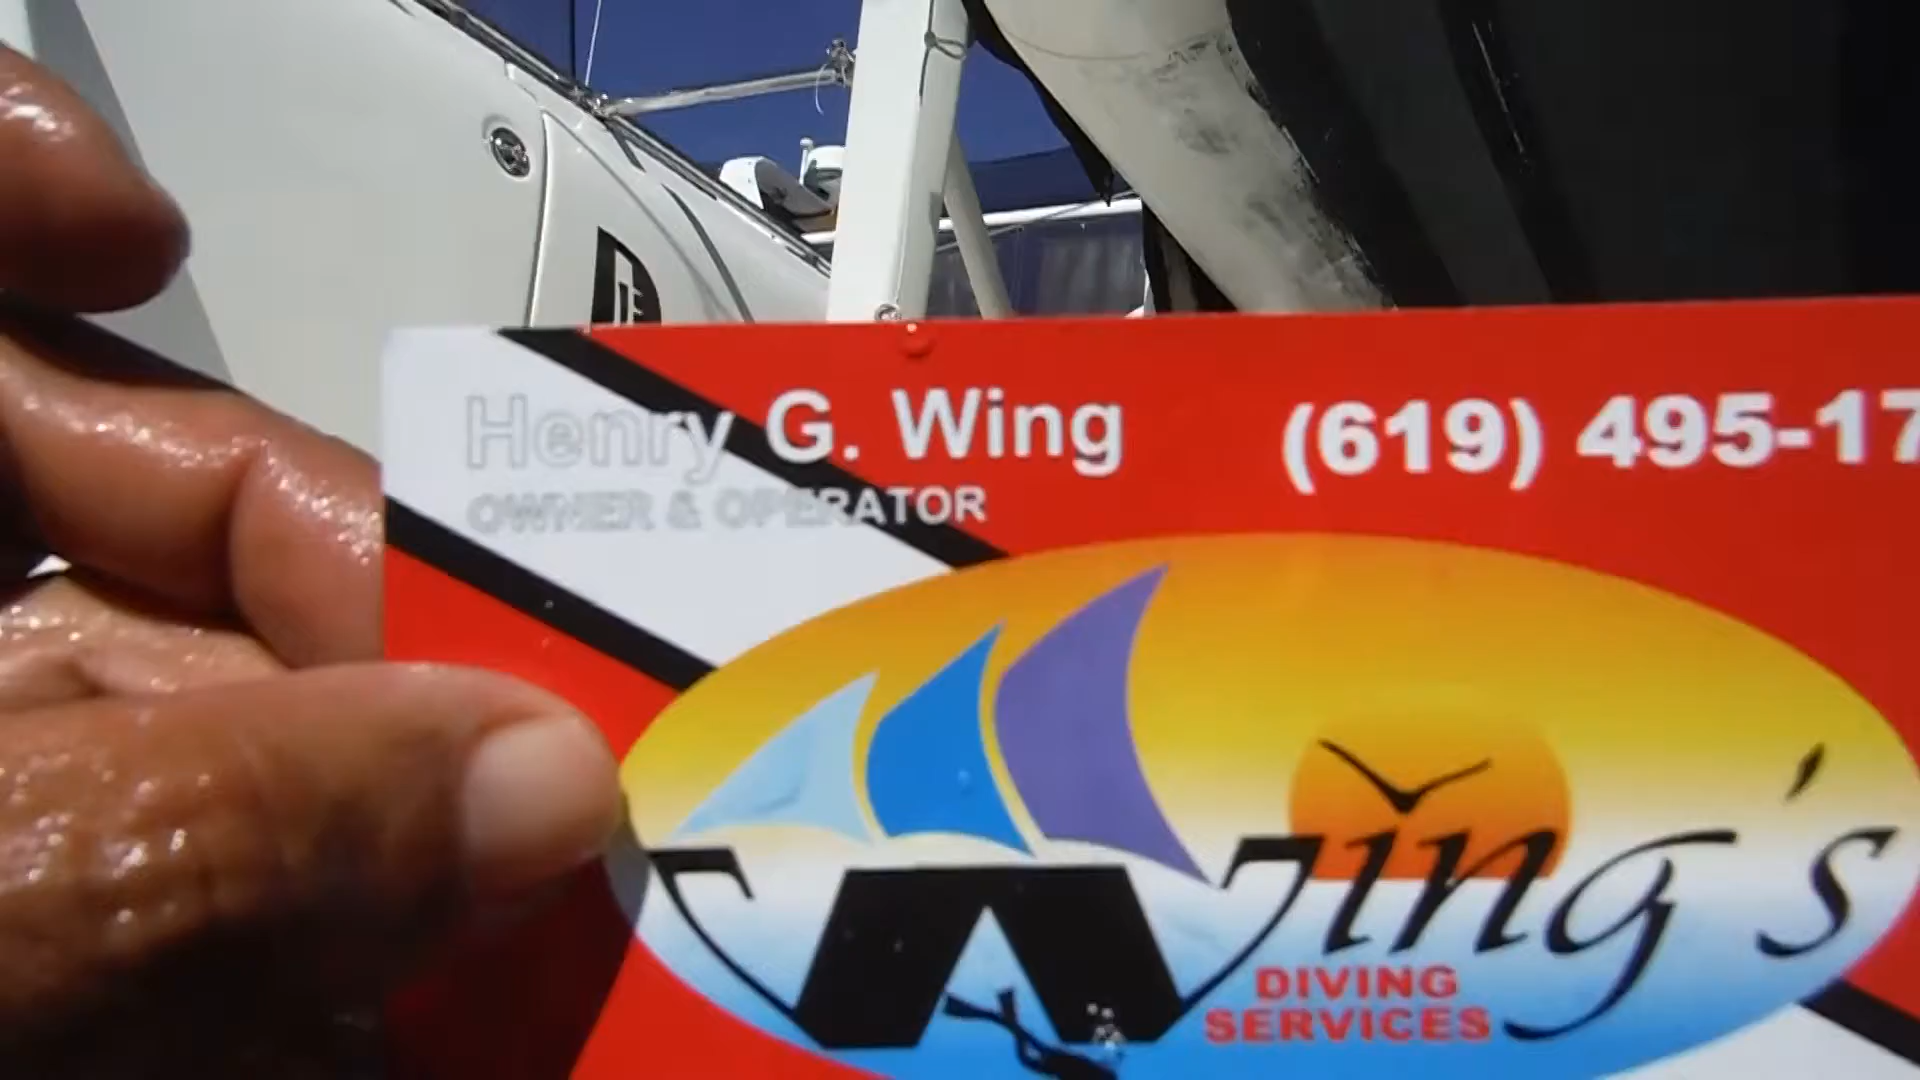 Henry G. Wing (619) 495-17
OWNER & OPERATOR
Wing's
DIVING
SERVICES